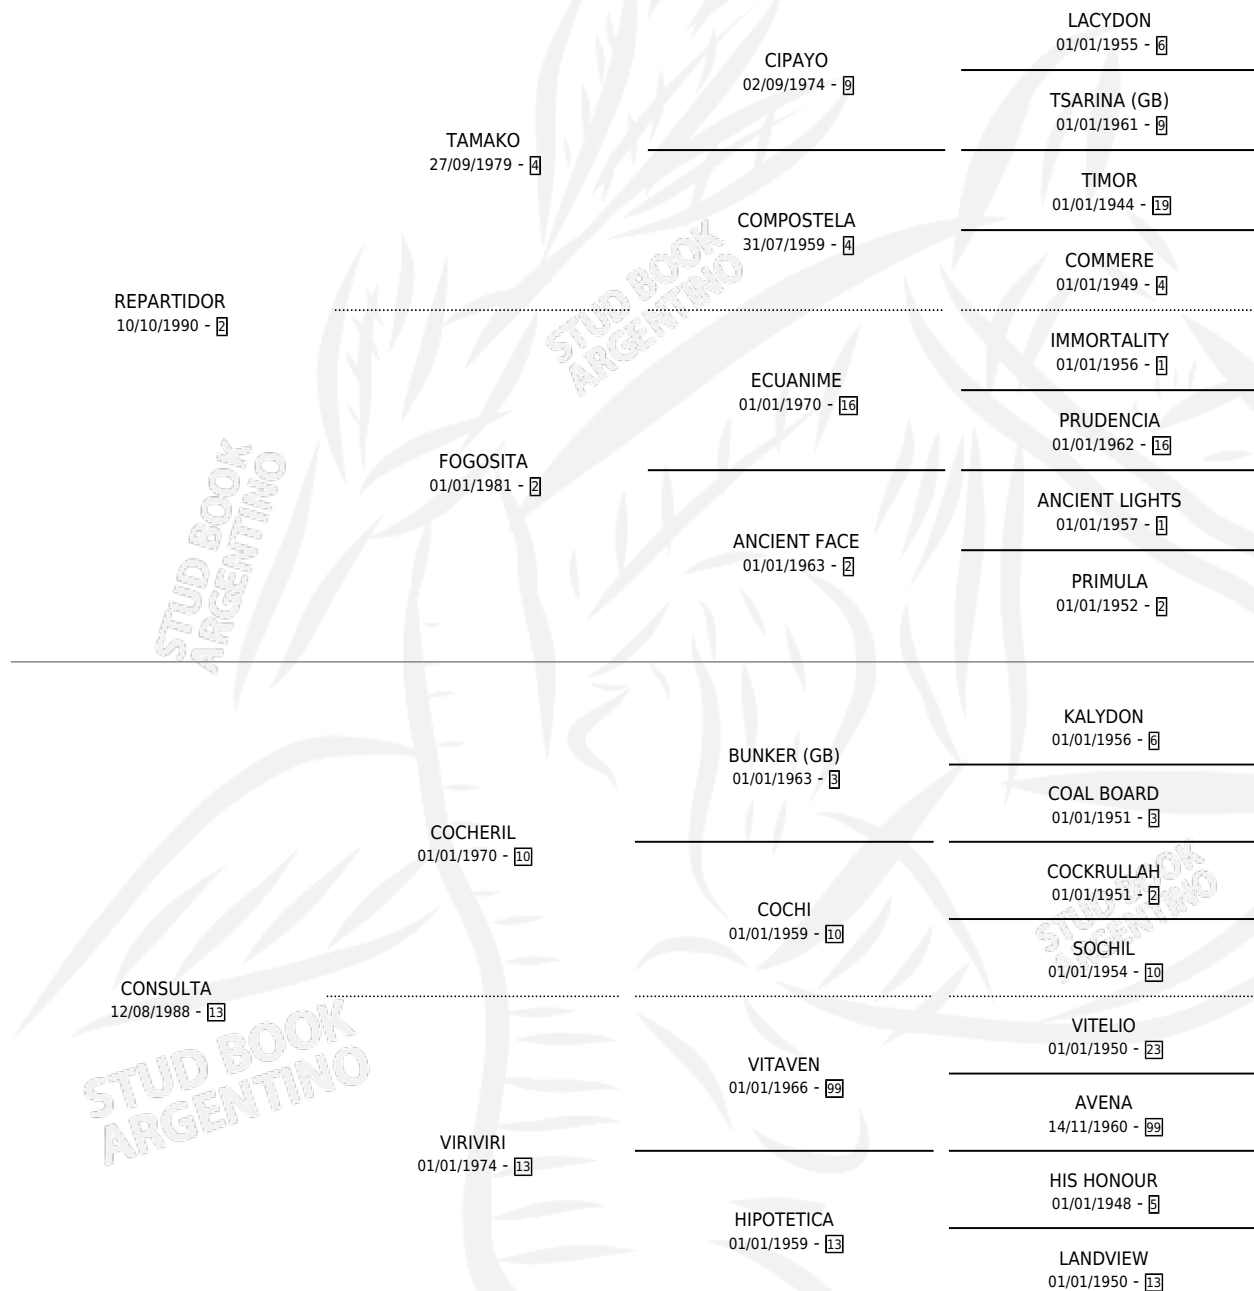 LACYDON
01/01/1955 - 6
CIPAYO
02/09/1974 - 9
TSARINA (GB)
01/01/1961 - 9
TAMAKO
27/09/1979 - 4
TIMOR
01/01/1944 - 19
COMPOSTELA
31/07/1959 - 4
COMMERE
01/01/1949 - 4
REPARTIDOR
10/10/1990 - 2
IMMORTALITY
01/01/1956 - 1
ECUANIME
01/01/1970 - 16
PRUDENCIA
01/01/1962 - 16
FOGOSITA
01/01/1981 - 2
ANCIENT LIGHTS
01/01/1957 - 1
ANCIENT FACE
01/01/1963 - 2
PRIMULA
01/01/1952 - 2
KALYDON
01/01/1956 - 6
BUNKER (GB)
01/01/1963 - 3
COAL BOARD
01/01/1951 - 3
COCHERIL
01/01/1970 - 10
COCKRULLAH
01/01/1951 - 2
COCHI
01/01/1959 - 10
SOCHIL
01/01/1954 - 10
CONSULTA
12/08/1988 - 13
VITELIO
01/01/1950 - 23
VITAVEN
01/01/1966 - 99
AVENA
14/11/1960 - 99
VIRIVIRI
01/01/1974 - 13
HIS HONOUR
01/01/1948 - 5
HIPOTETICA
01/01/1959 - 13
LANDVIEW
01/01/1950 - 13
STUD BOOK
ARGENTINO
STUD BOOK
ARGENTINO
STUD BOOK
ARGENTINO
STUD BOOK
ARGENTINO